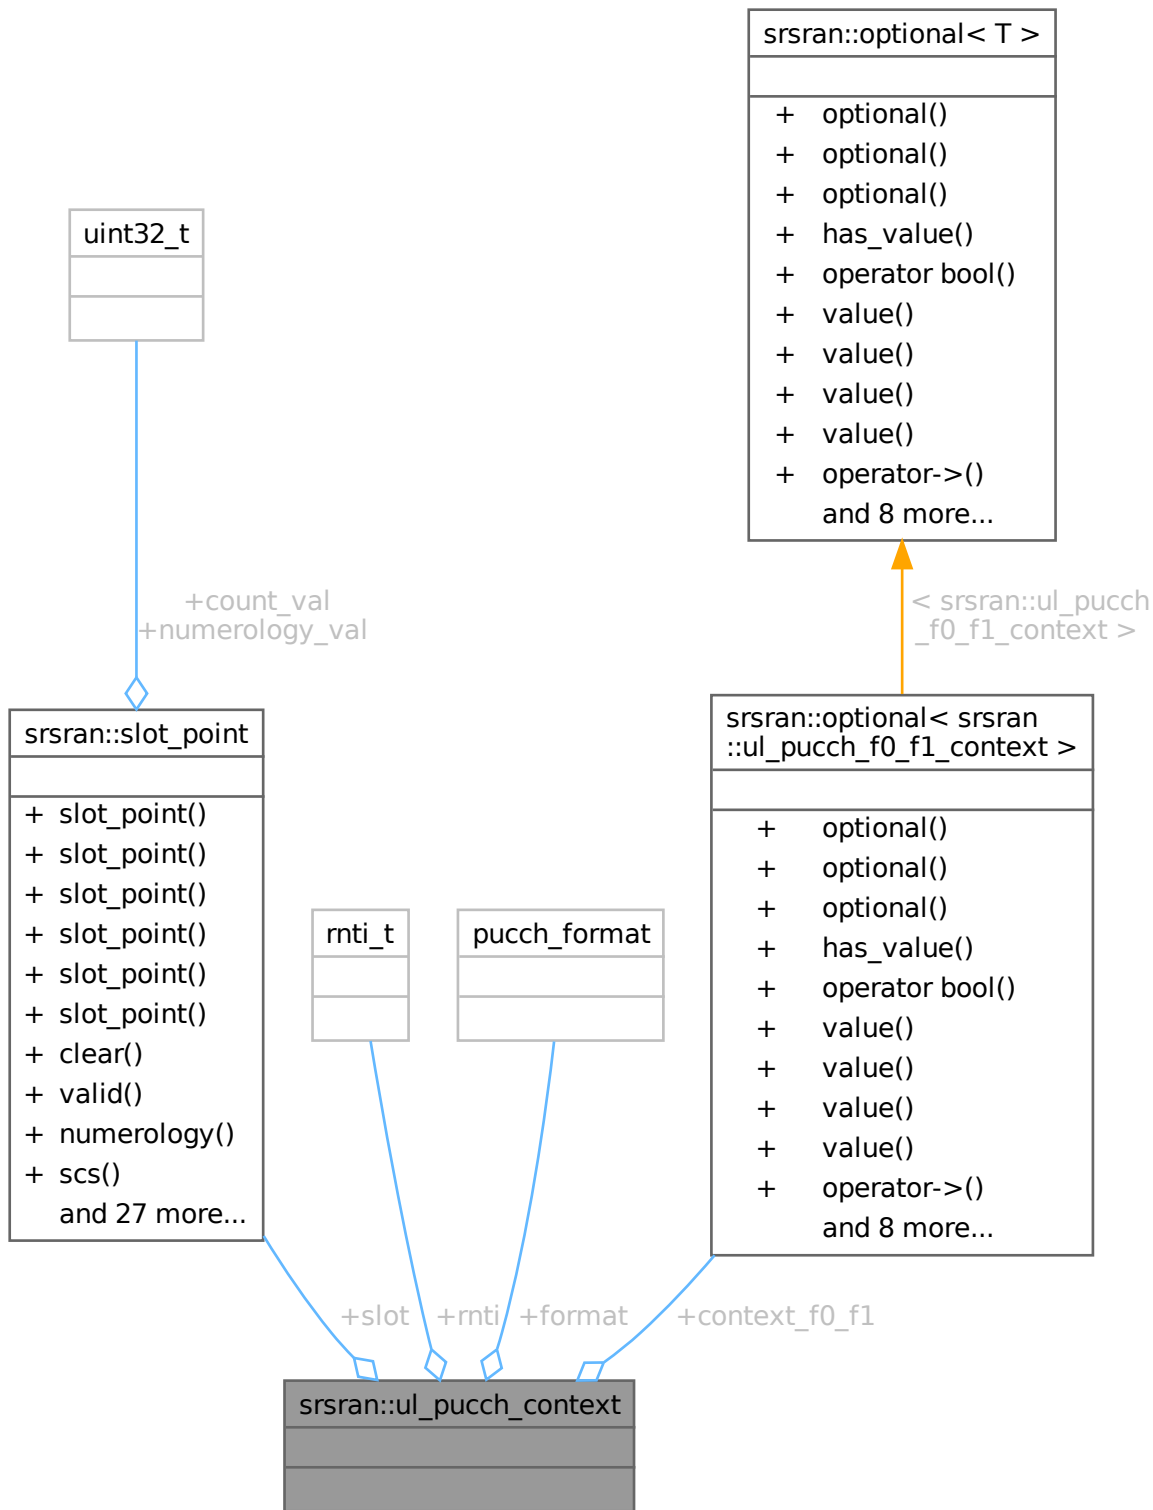 srsran::optional< T >
+ optional()
+ optional()
+ optional()
+ has_value()
+ operator bool()
+ value()
+ value()
+ value()
+ value()
+ operator->()
and 8 more...
uint32_t
+count_val
+numerology_val
< srsran::ul_pucch
_f0_f1_context >
srsran::slot_point
+ slot_point()
+ slot_point()
+ slot_point()
+ slot_point()
+ slot_point()
+ slot_point()
+ clear()
+ valid()
+ numerology()
+ scs()
and 27 more...
rnti_t
pucch_format
srsran::optional< srsran
::ul_pucch_f0_f1_context >
+ optional()
+ optional()
+ optional()
+ has_value()
+ operator bool()
+ value()
+ value()
+ value()
+ value()
+ operator->()
and 8 more...
+slot
+rnti
+format
+context_f0_f1
srsran::ul_pucch_context